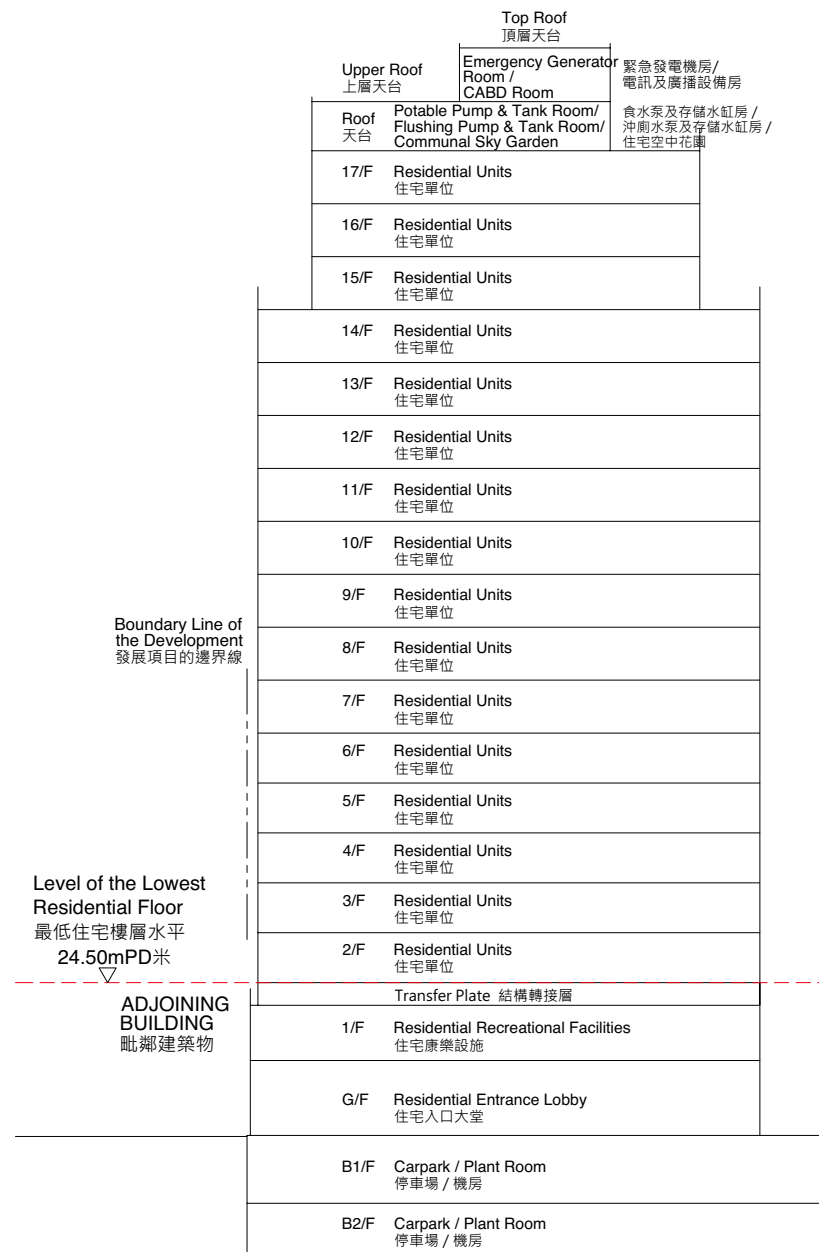 Top Roof
頂層天台
Upper Roof
上層天台
Emergency Generator
Room /
CABD Room
緊急發電機房/
電訊及廣播設備房
Roof
天台
Potable Pump & Tank Room/
Flushing Pump & Tank Room/
Communal Sky Garden
食水泵及存儲水缸房 /
沖廁水泵及存儲水缸房 /
住宅空中花園
17/F Residential Units
住宅單位
16/F Residential Units
住宅單位
15/F Residential Units
住宅單位
14/F Residential Units
住宅單位
13/F Residential Units
住宅單位
12/F Residential Units
住宅單位
11/F Residential Units
住宅單位
10/F Residential Units
住宅單位
9/F Residential Units
住宅單位
Boundary Line of
the Development
發展項目的邊界線
8/F Residential Units
住宅單位
7/F Residential Units
住宅單位
6/F Residential Units
住宅單位
5/F Residential Units
住宅單位
4/F Residential Units
住宅單位
Level of the Lowest
Residential Floor
最低住宅樓層水平
24.50mPD米
3/F Residential Units
住宅單位
2/F Residential Units
住宅單位
Transfer Plate 結構轉接層
ADJOINING
BUILDING
毗鄰建築物
1/F Residential Recreational Facilities
住宅康樂設施
G/F Residential Entrance Lobby
住宅入口大堂
B1/F Carpark / Plant Room
停車場 / 機房
B2/F Carpark / Plant Room
停車場 / 機房